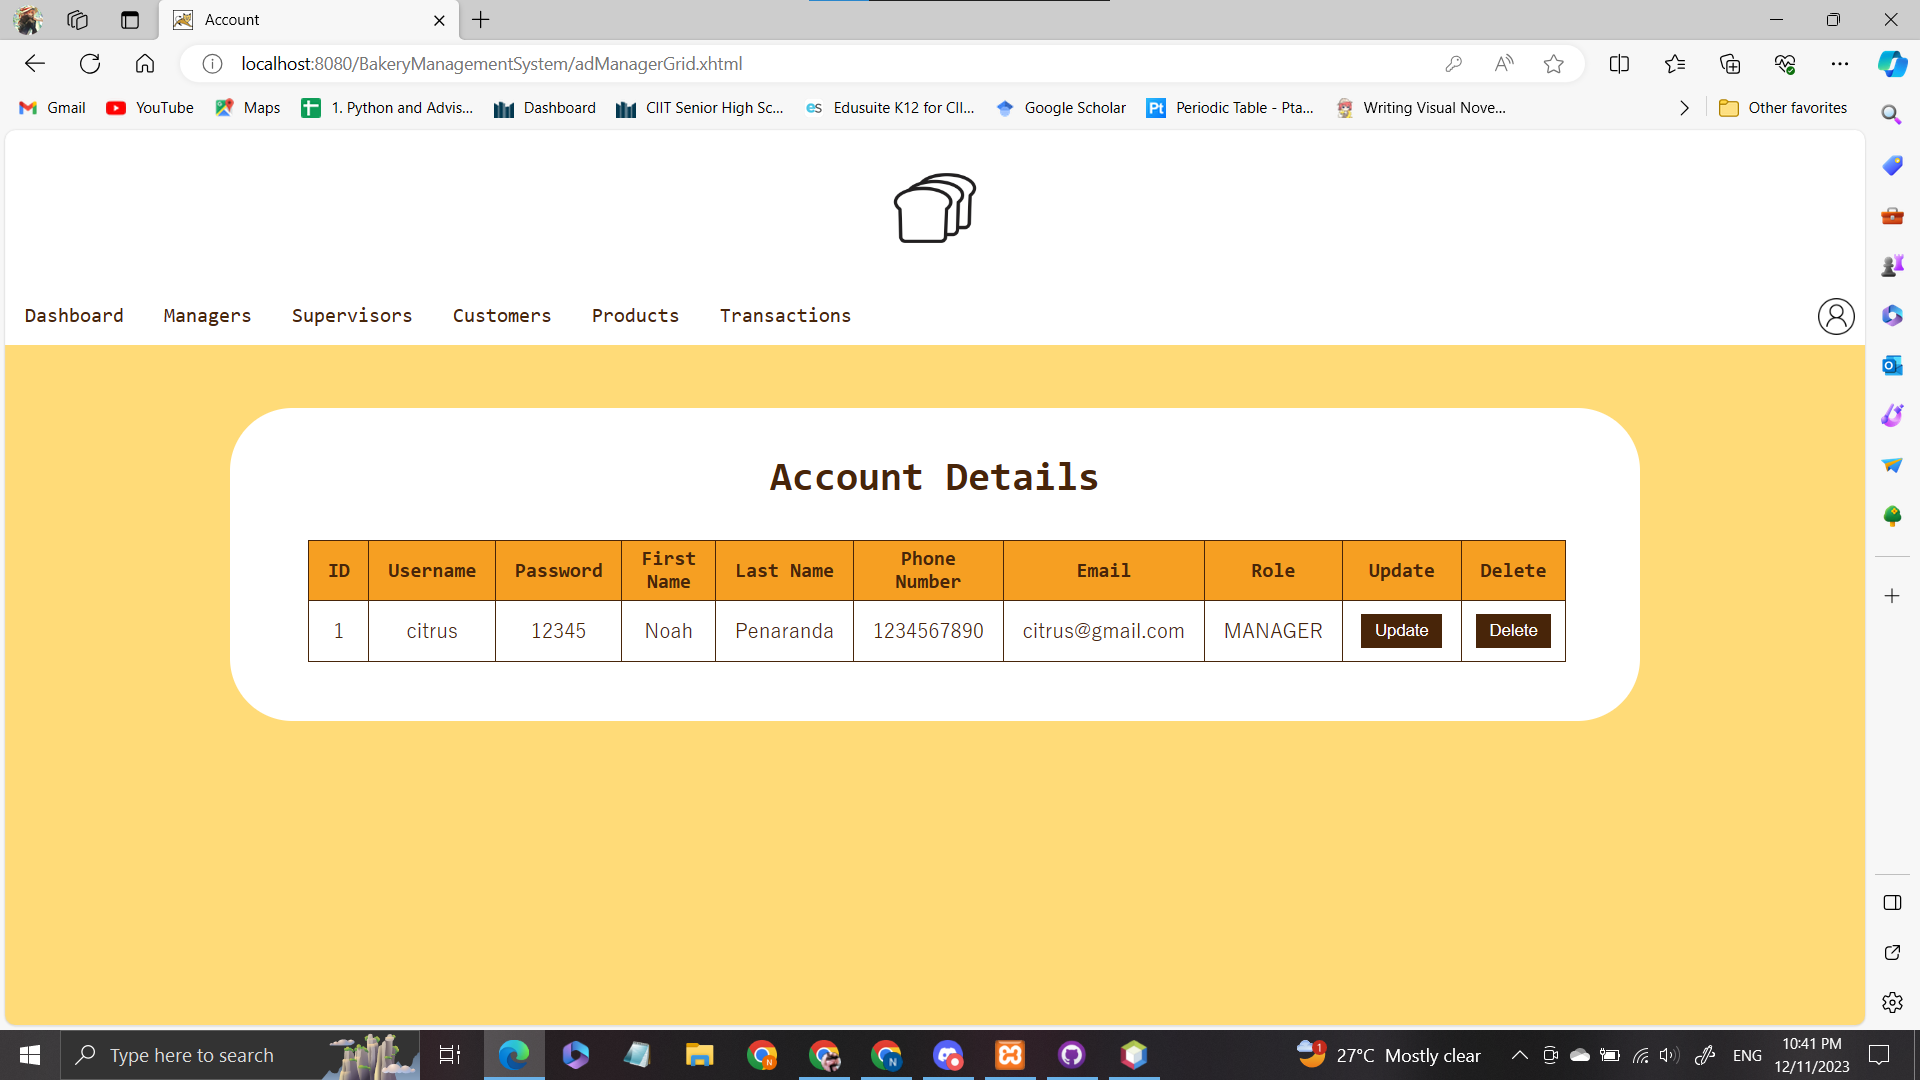 Account
localhost:8080/BakeryManagementSystem/adManagerGrid.xhtml
Gmail YouTube Maps 1. Python and Advis... Dashboard CIIT Senior High Sc... Edusuite K12 for CII... Google Scholar Periodic Table - Pta... Writing Visual Nove... Other favorites
Dashboard Managers Supervisors Customers Products Transactions
Account Details
ID Username Password First Name Last Name Phone Number Email Role Update Delete
1 citrus 12345 Noah Penaranda 1234567890 citrus@gmail.com MANAGER Update Delete
Type here to search
27°C Mostly clear
ENG
10:41 PM
12/11/2023